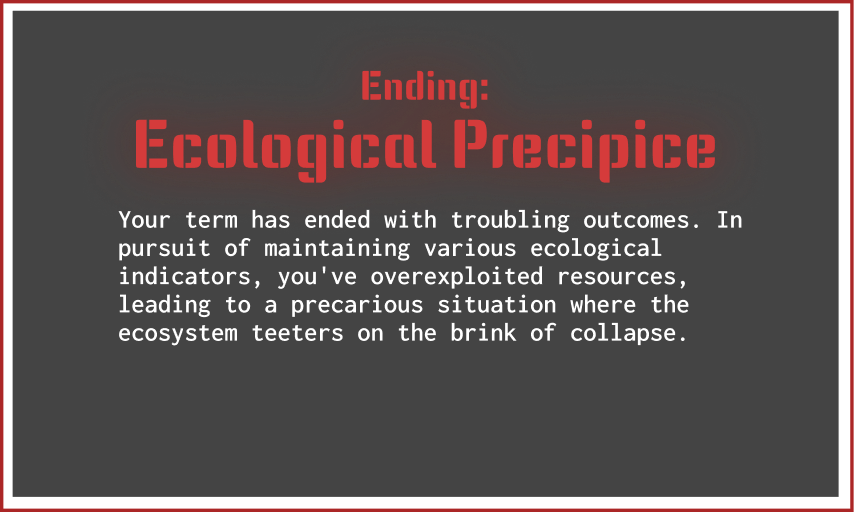 Ending:
Ecological Precipice
Your term has ended with troubling outcomes. In
pursuit of maintaining various ecological
indicators, you've overexploited resources,
leading to a precarious situation where the
ecosystem teeters on the brink of collapse.